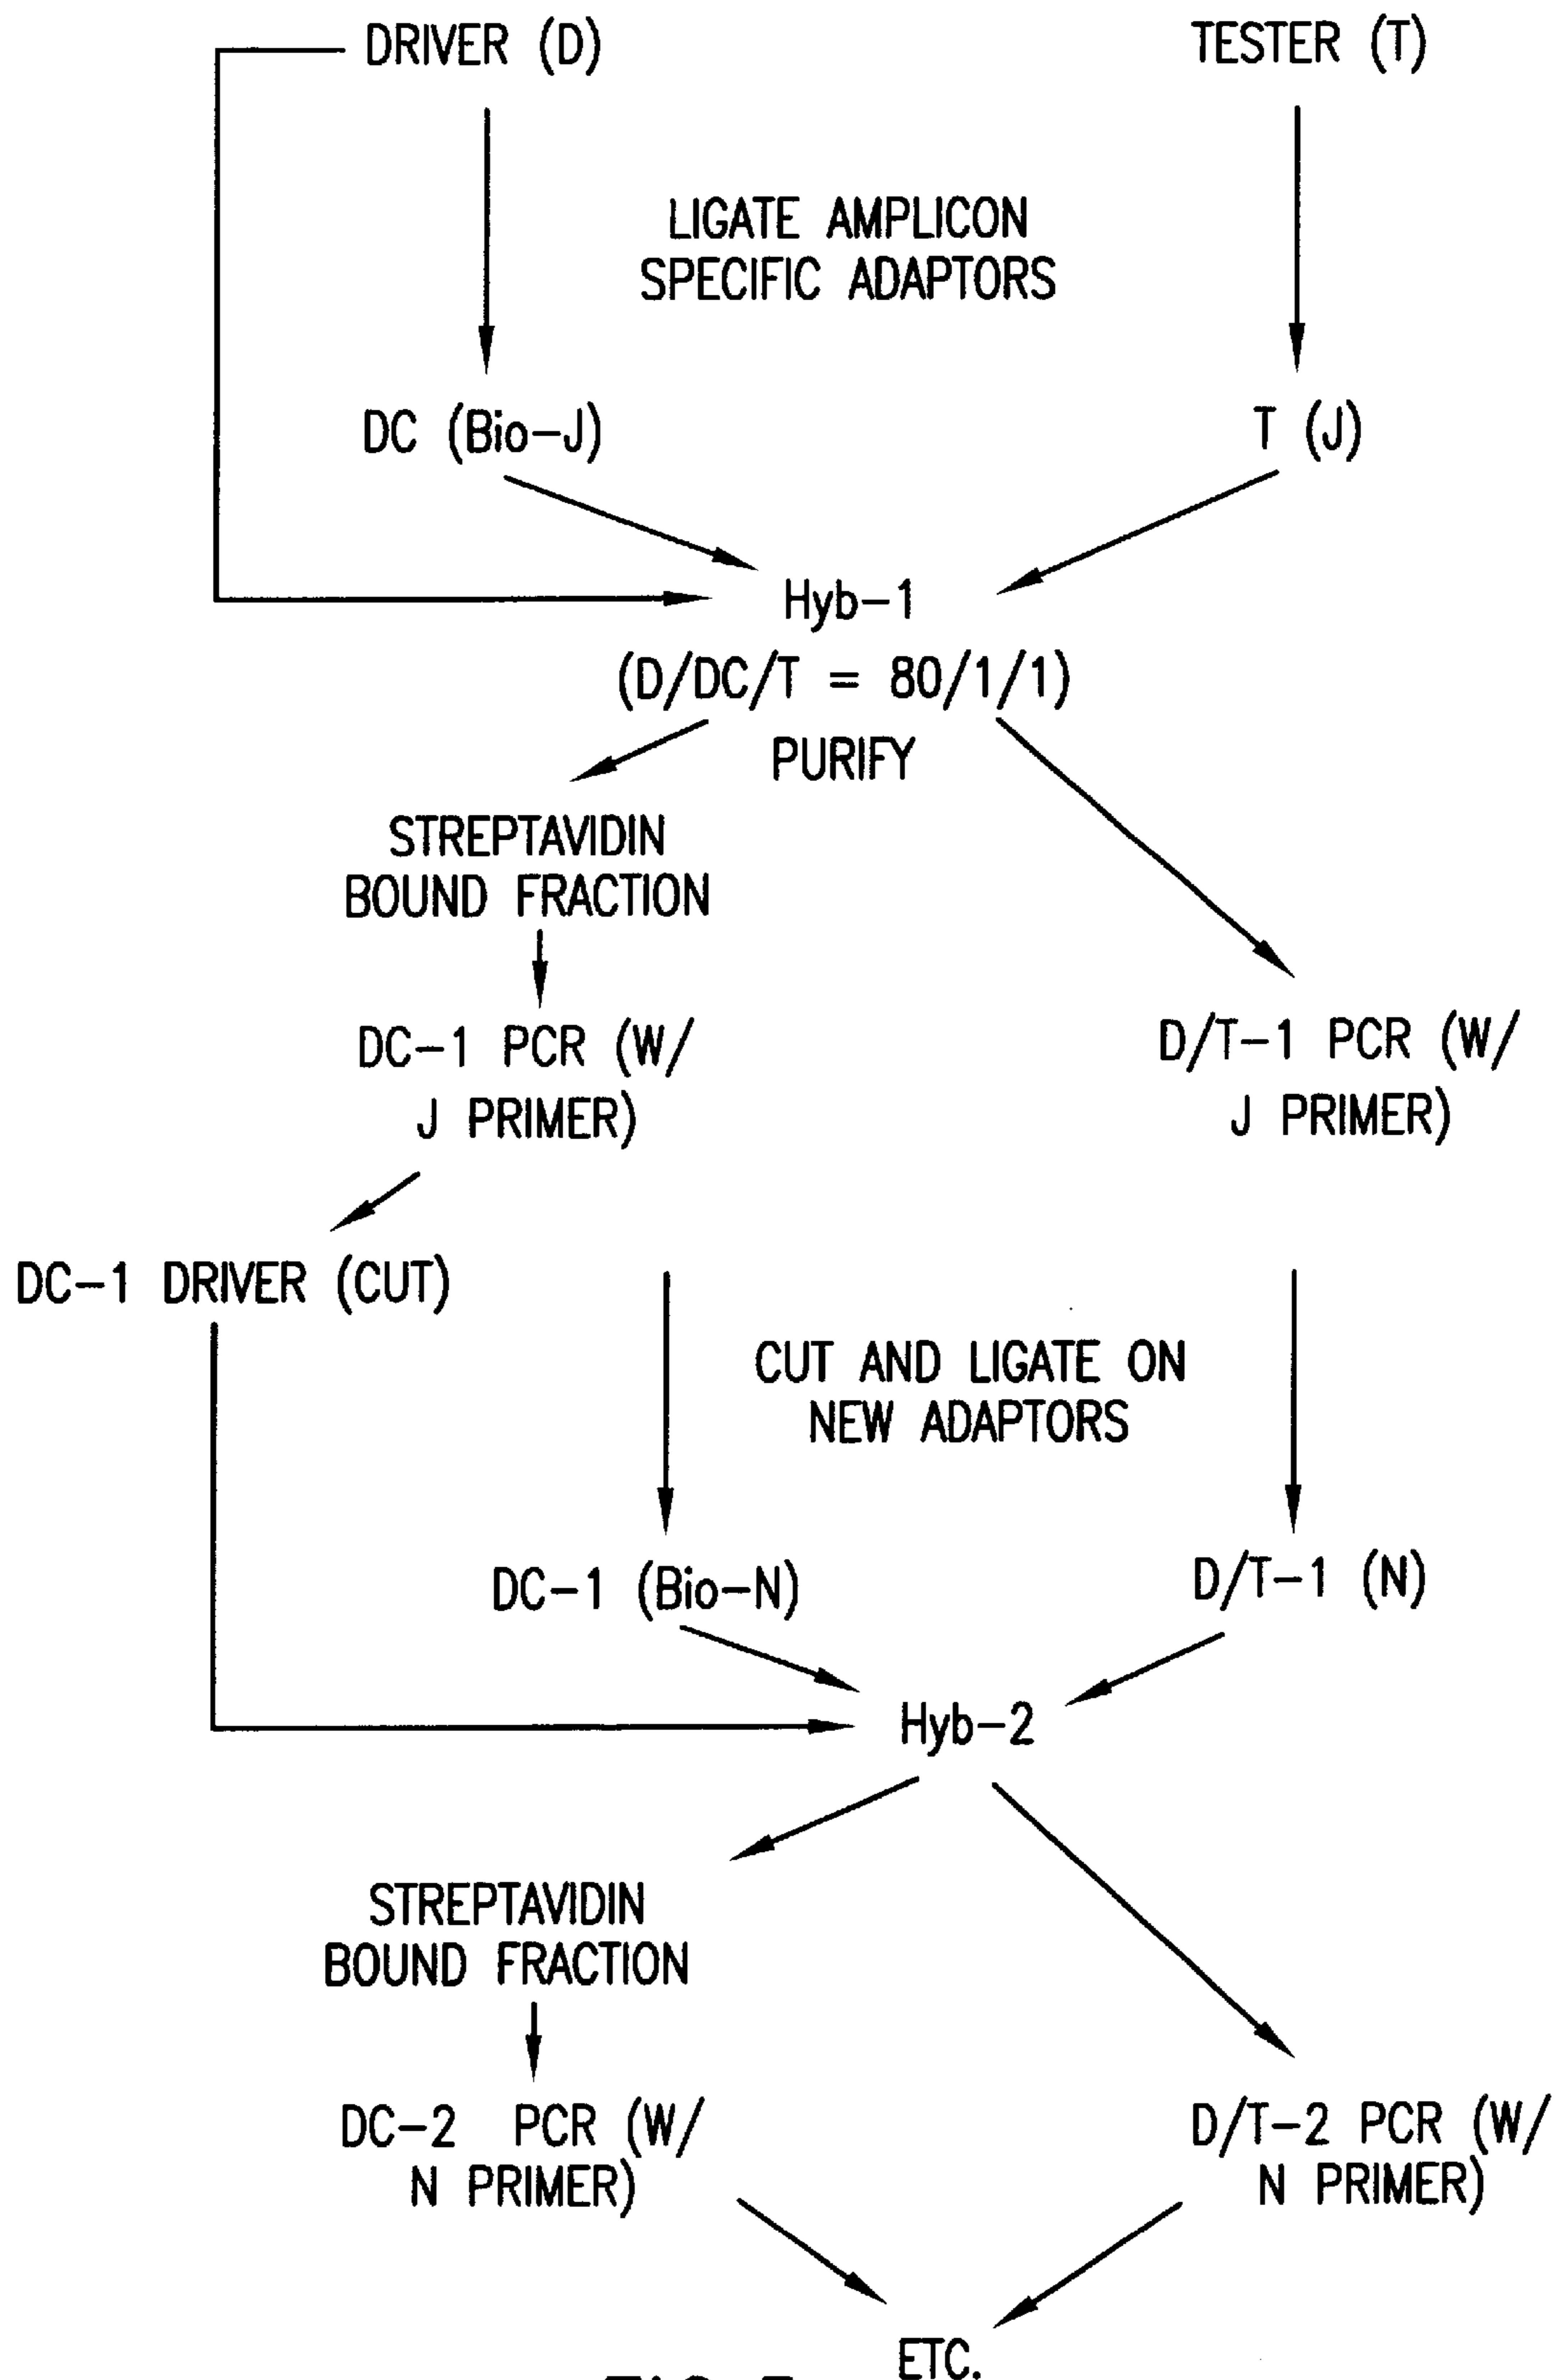 DRIVER (D)
TESTER (T)
LIGATE AMPLICON
SPECIFIC ADAPTORS
DC (Bio-J)
T (J)
Hyb-1
(D/DC/T = 80/1/1)
PURIFY
STREPTAVIDIN
BOUND FRACTION
DC-1 PCR (W/
J PRIMER)
D/T-1 PCR (W/
J PRIMER)
DC-1 DRIVER (CUT)
CUT AND LIGATE ON
NEW ADAPTORS
DC-1 (Bio-N)
D/T-1 (N)
Hyb-2
STREPTAVIDIN
BOUND FRACTION
DC-2 PCR (W/
N PRIMER)
D/T-2 PCR (W/
N PRIMER)
ETC.